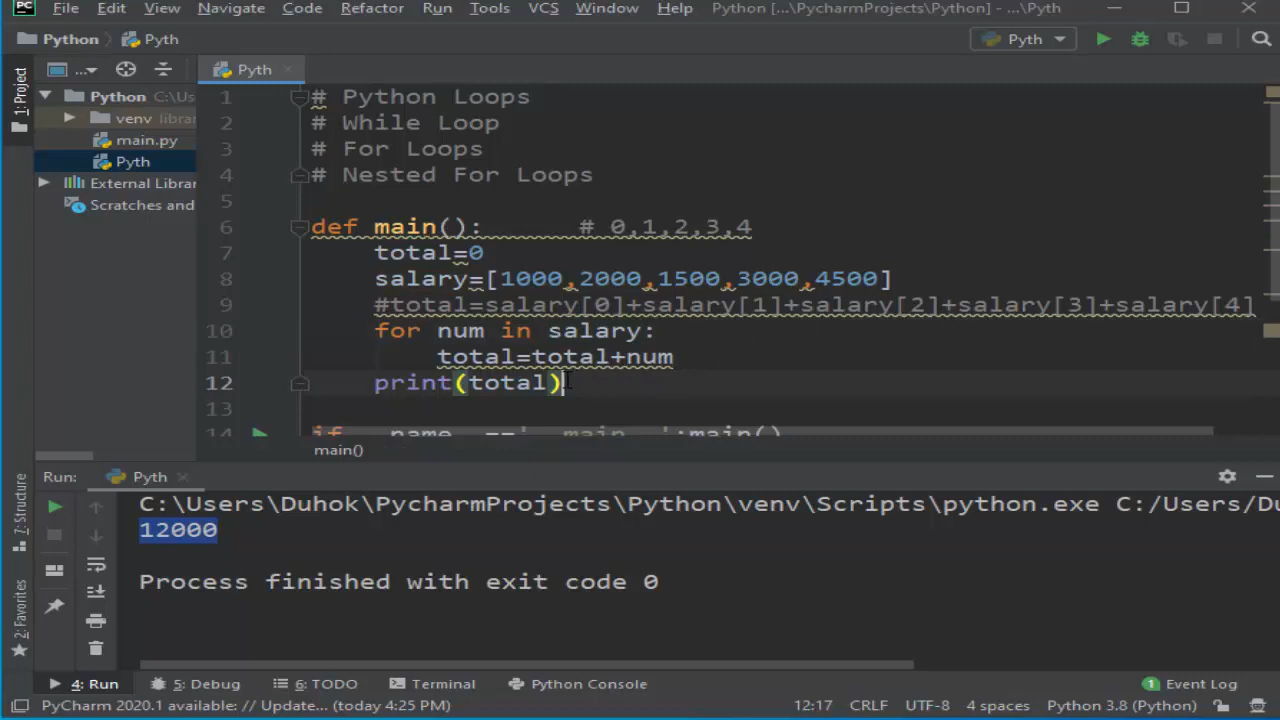 PC File Edit View Navigate Code Refactor Run Tools VCS Window Help Python [...\PycharmProjects\Python] - ...\Pyth
Python Pyth Pyth
1: Project
... Pyth
Python C:\Us
venv libra
main.py
Pyth
External Librar
Scratches and
1 # Python Loops
2 # While Loop
3 # For Loops
4 # Nested For Loops
5
6 def main(): # 0,1,2,3,4
7 total=0
8 salary=[1000,2000,1500,3000,4500]
9 #total=salary[0]+salary[1]+salary[2]+salary[3]+salary[4]
10 for num in salary:
11 total=total+num
12 print(total)
13
14 if __name__=='__main__':main()
main()
Run: Pyth
7: Structure
2: Favorites
C:\Users\Duhok\PycharmProjects\Python\venv\Scripts\python.exe C:/Users/Du
12000
Process finished with exit code 0
4: Run 5: Debug 6: TODO Terminal Python Console 1 Event Log
PyCharm 2020.1 available: // Update... (today 4:25 PM) 12:17 CRLF UTF-8 4 spaces Python 3.8 (Python)